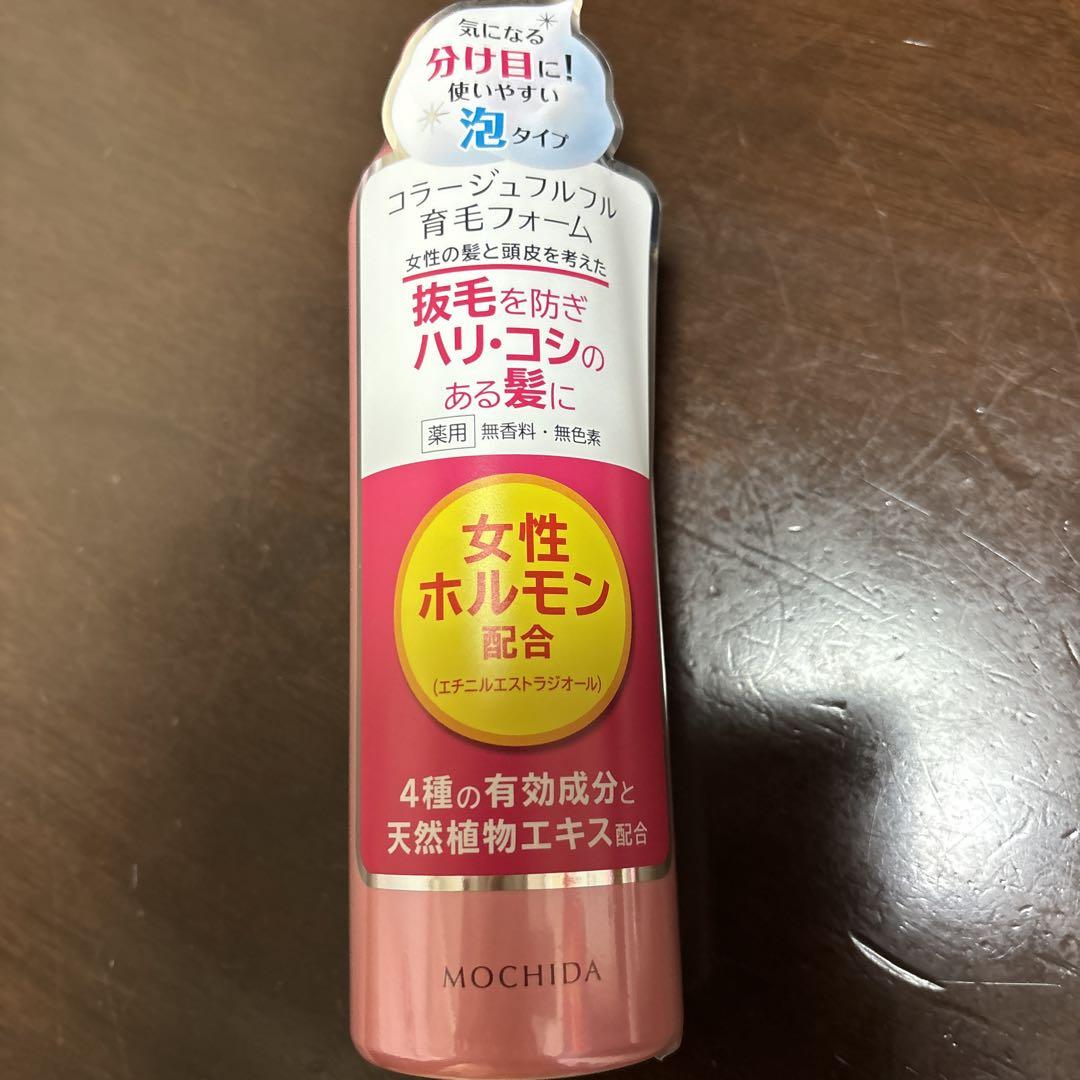 気になる
分け目に!
使いやすい
泡タイプ
コラージュフルフル
育毛フォーム
女性の髪と頭皮を考えた
抜毛を防ぎ
ハリ・コシの
ある髪に
薬用 無香料・無色素
女性
ホルモン
配合
(エチニルエストラジオール)
4種の有効成分と
天然植物エキス配合
MOCHIDA